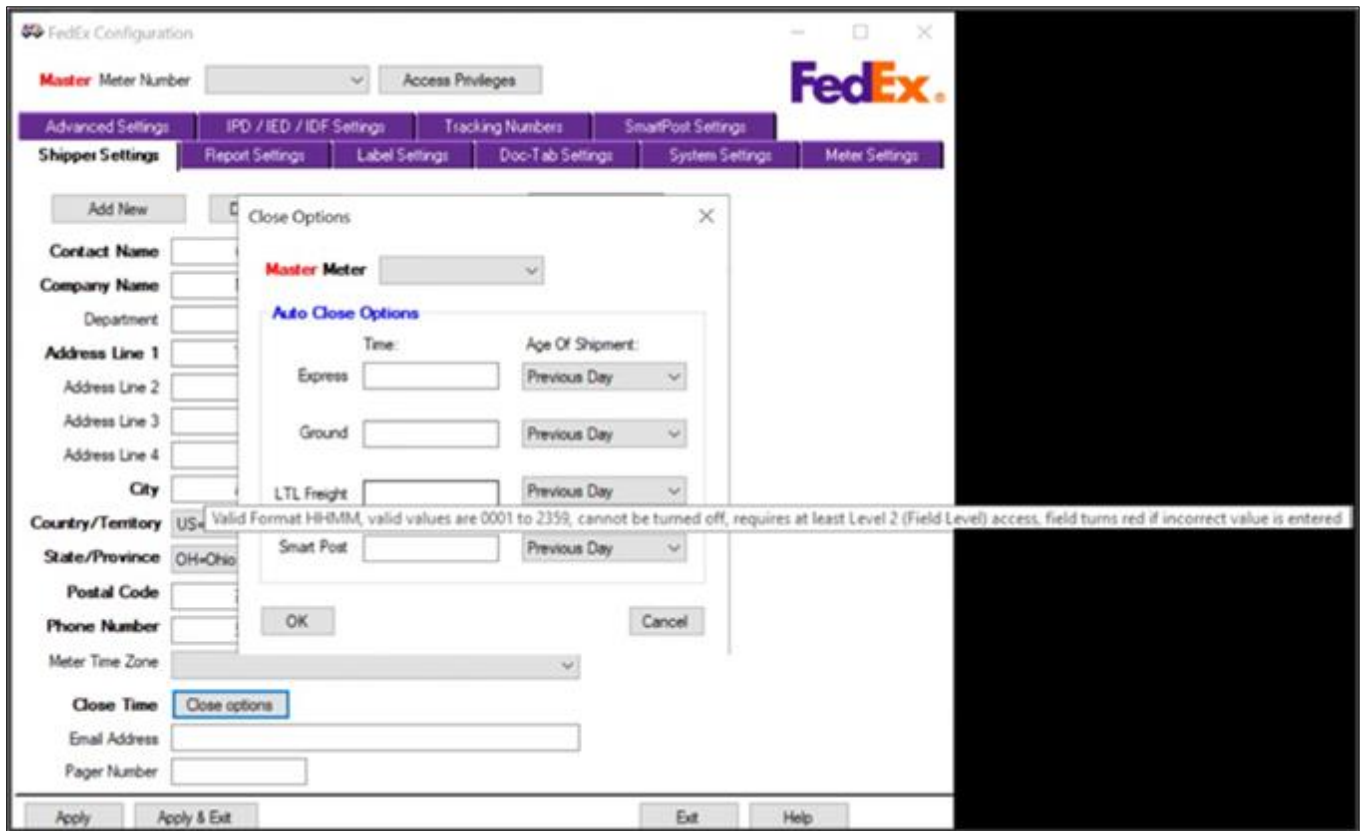 FedEx Configuration
Master Meter Number
Access Privileges
FedEx®
Advanced Settings
IPD / IED / IDF Settings
Tracking Numbers
SmartPost Settings
Shipper Settings
Report Settings
Label Settings
Doc-Tab Settings
System Settings
Meter Settings
Add New
Close Options
Contact Name
Master Meter
Company Name
Auto Close Options
Department
Time:
Age Of Shipment:
Address Line 1
Express
Previous Day
Address Line 2
Address Line 3
Ground
Previous Day
Address Line 4
City
LTL Freight
Previous Day
Country/Territory
US=
Valid Format HHMM, valid values are 0001 to 2359, cannot be turned off, requires at least Level 2 (Field Level) access, field turns red if incorrect value is entered
State/Province
OH=Ohio
Smart Post
Previous Day
Postal Code
Phone Number
OK
Cancel
Meter Time Zone
Close Time
Close options
Email Address
Pager Number
Apply
Apply & Exit
Exit
Help